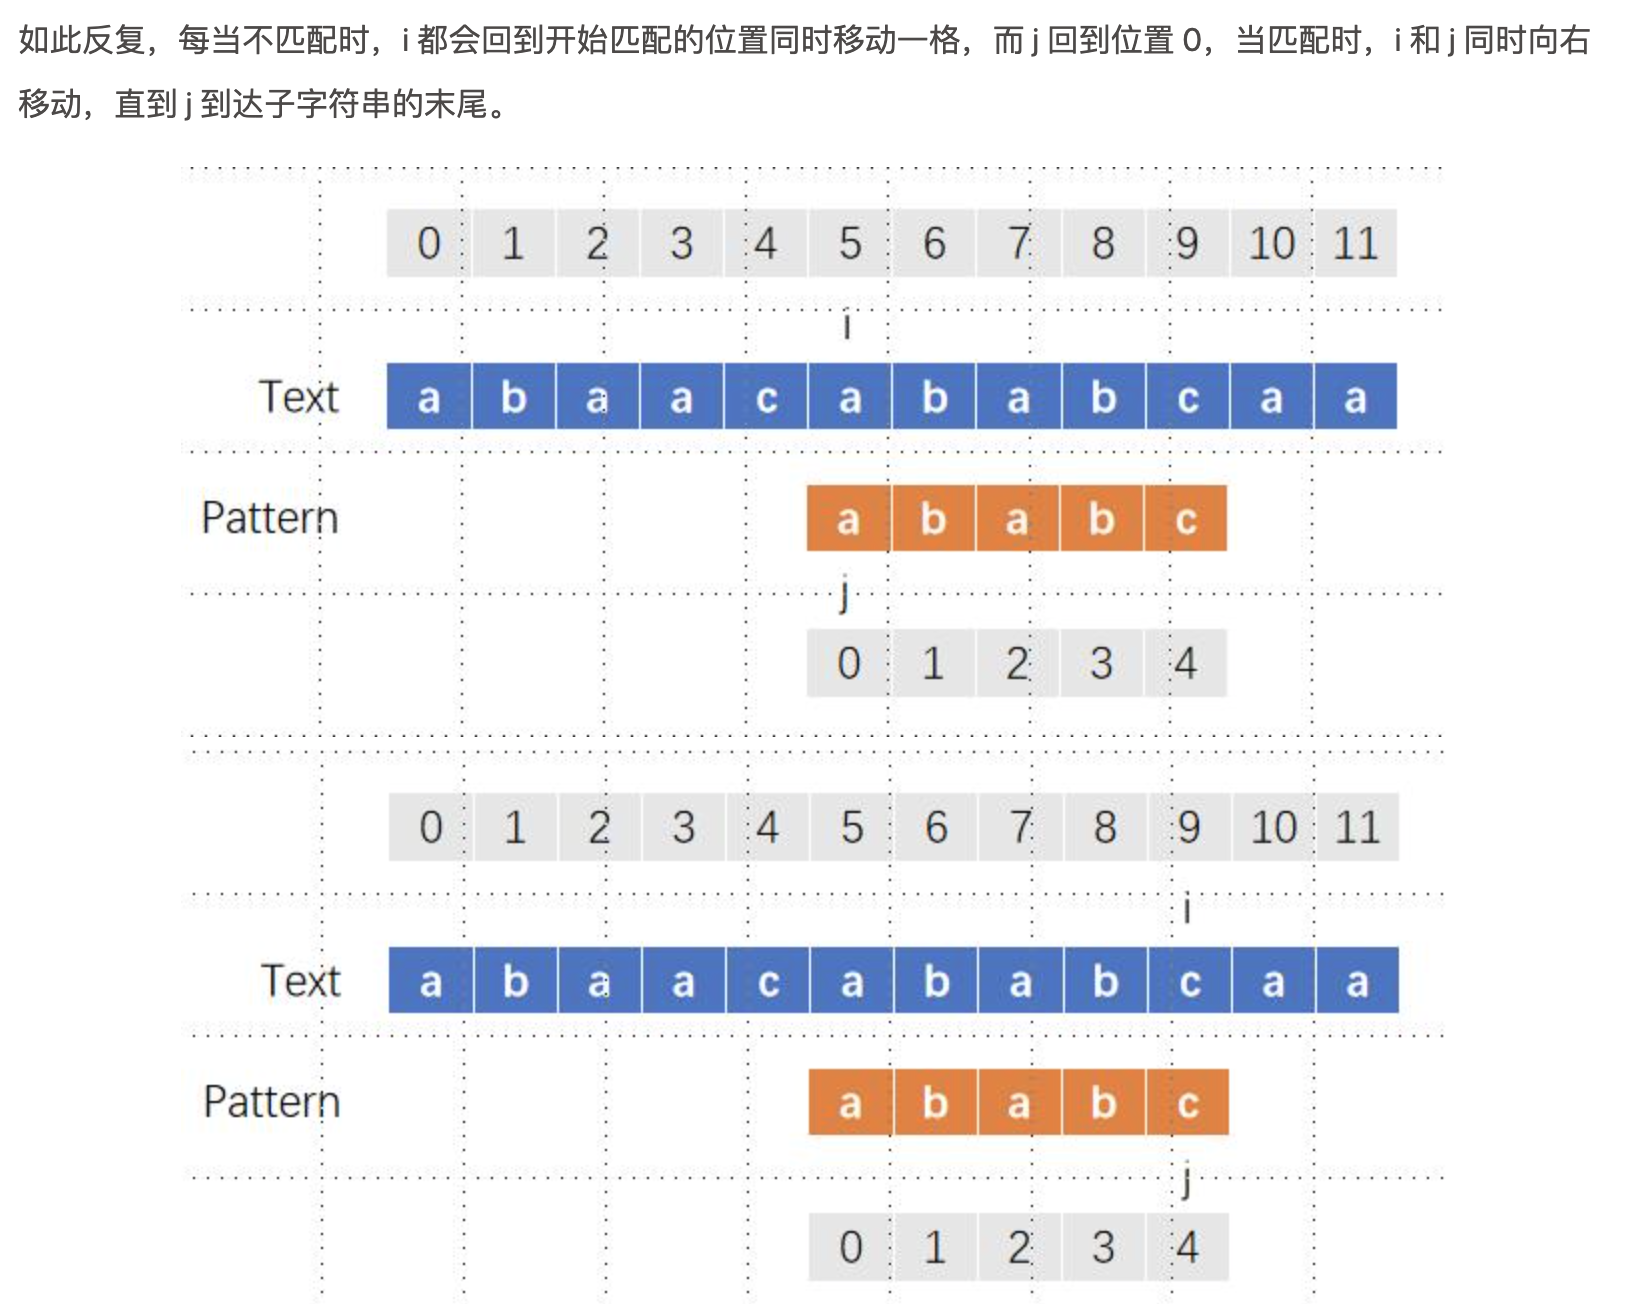 如此反复，每当不匹配时，i 都会回到开始匹配的位置同时移动一格，而 j 回到位置 0，当匹配时，i 和 j 同时向右
移动，直到 j 到达子字符串的末尾。
0 1 2 3 4 5 6 7 8 9 10 11
i
Text a b a a c a b a b c a a
Pattern a b a b c
j
0 1 2 3 4
0 1 2 3 4 5 6 7 8 9 10 11
i
Text a b a a c a b a b c a a
Pattern a b a b c
j
0 1 2 3 4